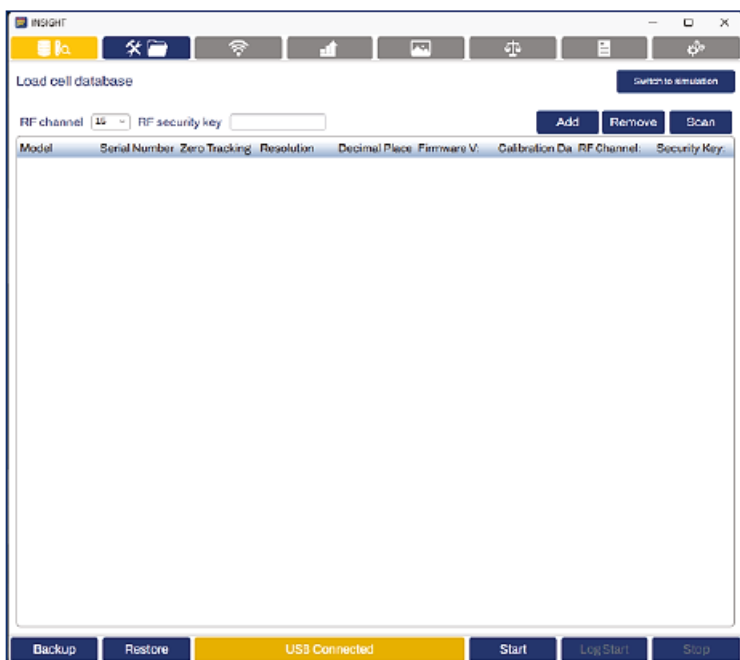 INSIGHT
Load cell database
Switch to simulation
RF channel 15 RF security key
Add Remove Scan
Model Serial Number Zero Tracking Resolution Decimal Place Firmware V. Calibration Da RF Channel: Security Key:
Backup Restore USB Connected Start Log Start Stop